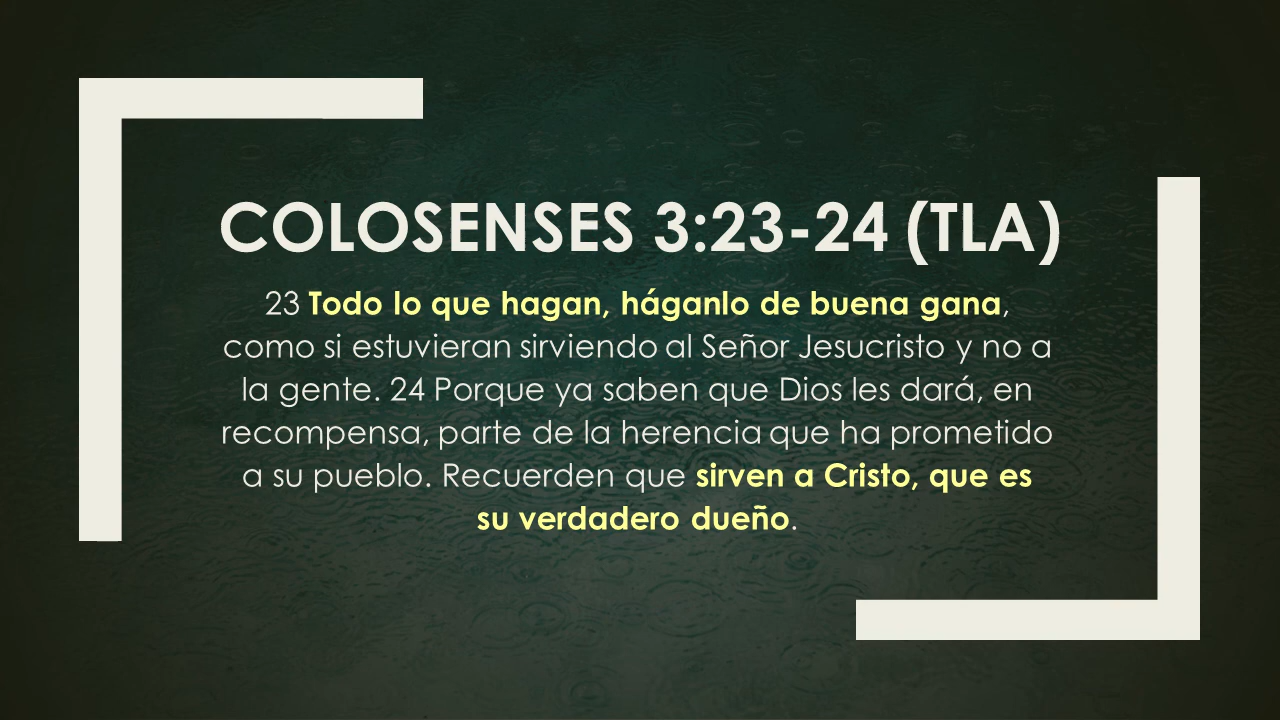 COLOSENSES 3:23-24 (TLA)
23 Todo lo que hagan, háganlo de buena gana,
como si estuvieran sirviendo al Señor Jesucristo y no a
la gente. 24 Porque ya saben que Dios les dará, en
recompensa, parte de la herencia que ha prometido
a su pueblo. Recuerden que sirven a Cristo, que es
su verdadero dueño.